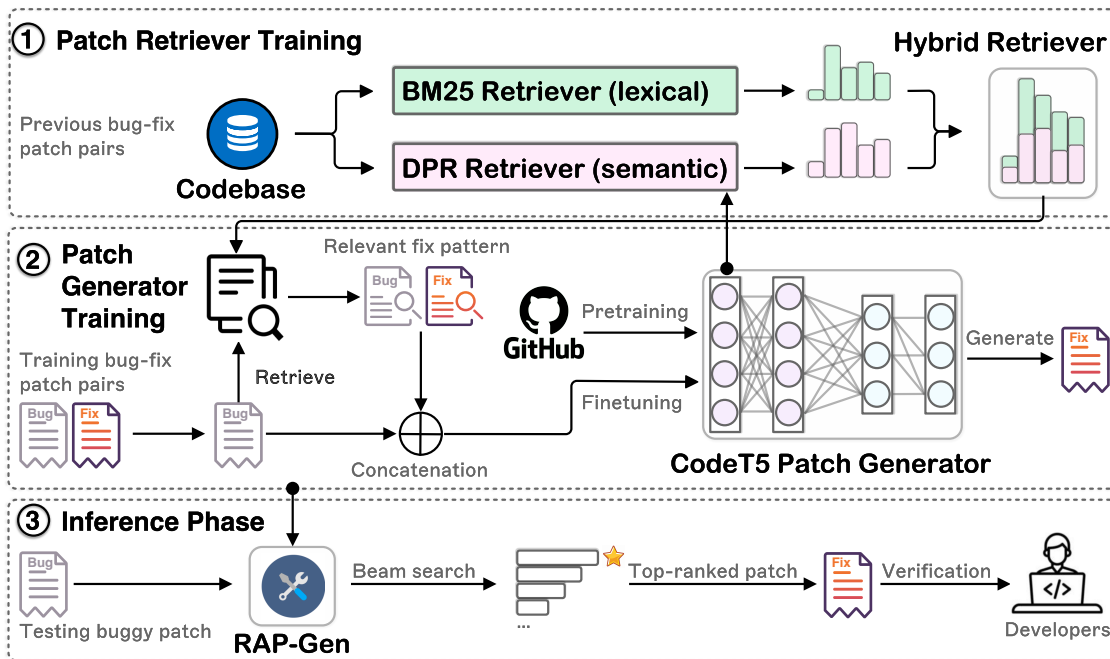 1 Patch Retriever Training
Hybrid Retriever
BM25 Retriever (lexical)
Previous bug-fix
patch pairs
Codebase
DPR Retriever (semantic)
2 Patch
Generator
Training
Relevant fix pattern
Bug
Fix
GitHub
Pretraining
Generate
Fix
Training bug-fix
patch pairs
Retrieve
Bug
Fix
Bug
Finetuning
Concatenation
CodeT5 Patch Generator
3 Inference Phase
Bug
Beam search
...
Top-ranked patch
Fix
Verification
</>
Testing buggy patch
RAP-Gen
Developers